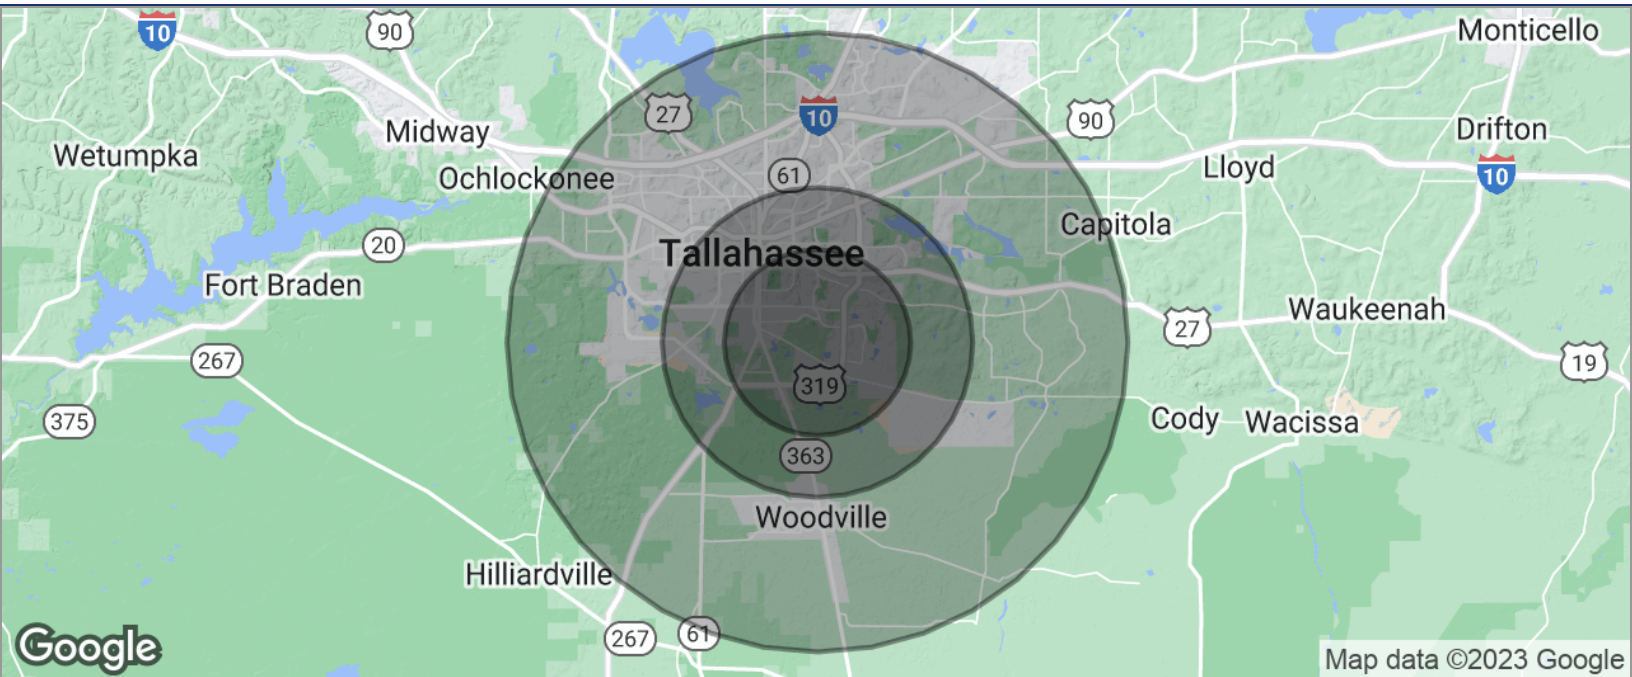 10
90
Monticello
27
10
90
Midway
Drifton
Wetumpka
Lloyd
Ochlockonee
61
10
Capitola
20
Tallahassee
Fort Braden
Waukeenah
27
267
19
319
375
Cody
Wacissa
363
Woodville
Hilliardville
267
61
Google
Map data ©2023 Google